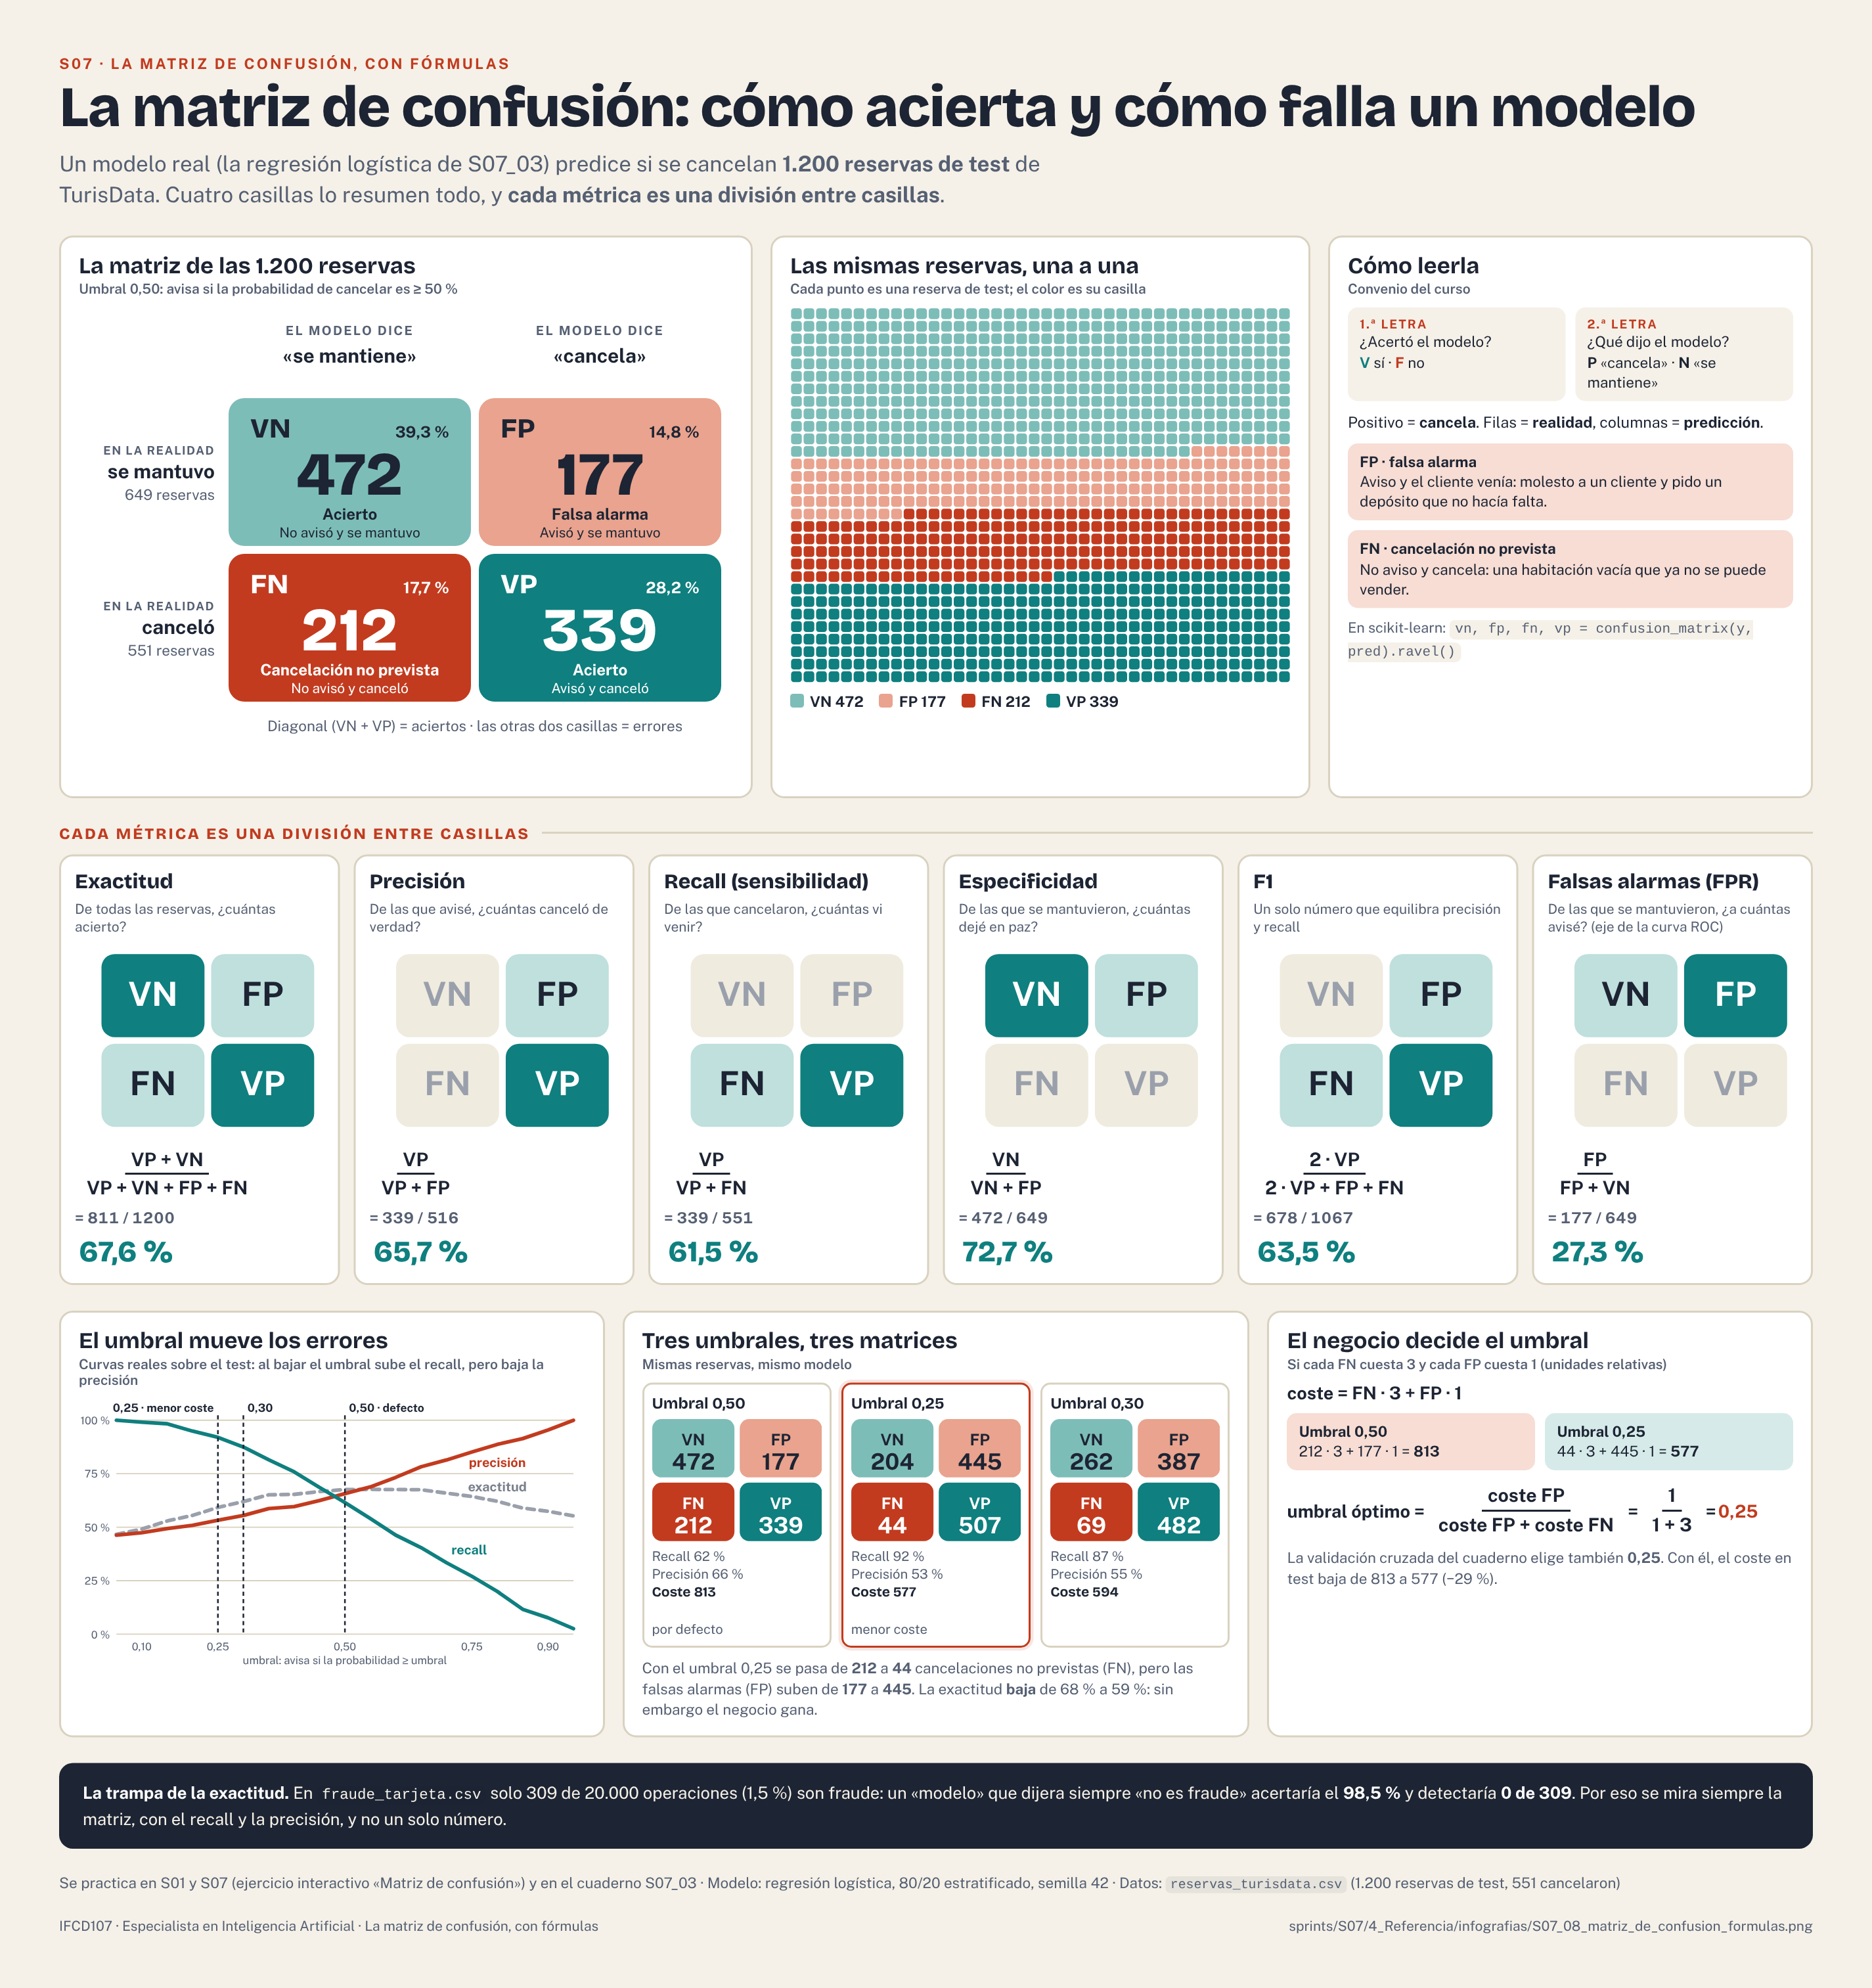 S07 · LA MATRIZ DE CONFUSIÓN, CON FÓRMULAS
La matriz de confusión: cómo acierta y cómo falla un modelo
Un modelo real (la regresión logística de S07_03) predice si se cancelan 1.200 reservas de test de
TurisData. Cuatro casillas lo resumen todo, y cada métrica es una división entre casillas.
La matriz de las 1.200 reservas
Umbral 0,50: avisa si la probabilidad de cancelar es ≥ 50 %
EL MODELO DICE
«se mantiene»
EL MODELO DICE
«cancela»
EN LA REALIDAD
se mantuvo
649 reservas
VN
39,3 %
472
Acierto
No avisó y se mantuvo
FP
14,8 %
177
Falsa alarma
Avisó y se mantuvo
EN LA REALIDAD
canceló
551 reservas
FN
17,7 %
212
Cancelación no prevista
No avisó y canceló
VP
28,2 %
339
Acierto
Avisó y canceló
Diagonal (VN + VP) = aciertos · las otras dos casillas = errores
Las mismas reservas, una a una
Cada punto es una reserva de test; el color es su casilla
VN 472
FP 177
FN 212
VP 339
Cómo leerla
Convenio del curso
1.ª LETRA
¿Acertó el modelo?
V sí · F no
2.ª LETRA
¿Qué dijo el modelo?
P «cancela» · N «se
mantiene»
Positivo = cancela. Filas = realidad, columnas = predicción.
FP · falsa alarma
Aviso y el cliente venía: molesto a un cliente y pido un
depósito que no hacía falta.
FN · cancelación no prevista
No aviso y cancela: una habitación vacía que ya no se puede
vender.
En scikit-learn: vn, fp, fn, vp = confusion_matrix(y,
pred).ravel()
CADA MÉTRICA ES UNA DIVISIÓN ENTRE CASILLAS
Exactitud
De todas las reservas, ¿cuántas
acierto?
VN
FP
FN
VP
VP + VN
VP + VN + FP + FN
= 811 / 1200
67,6 %
Precisión
De las que avisé, ¿cuántas canceló de
verdad?
VN
FP
FN
VP
VP
VP + FP
= 339 / 516
65,7 %
Recall (sensibilidad)
De las que cancelaron, ¿cuántas vi
venir?
VN
FP
FN
VP
VP
VP + FN
= 339 / 551
61,5 %
Especificidad
De las que se mantuvieron, ¿cuántas
dejé en paz?
VN
FP
FN
VP
VN
VN + FP
= 472 / 649
72,7 %
F1
Un solo número que equilibra precisión
y recall
VN
FP
FN
VP
2 · VP
2 · VP + FP + FN
= 678 / 1067
63,5 %
Falsas alarmas (FPR)
De las que se mantuvieron, ¿a cuántas
avisé? (eje de la curva ROC)
VN
FP
FN
VP
FP
FP + VN
= 177 / 649
27,3 %
El umbral mueve los errores
Curvas reales sobre el test: al bajar el umbral sube el recall, pero baja la
precisión
0,25 · menor coste
0,30
0,50 · defecto
100 %
75 %
50 %
25 %
0 %
precisión
exactitud
recall
0,10
0,25
0,50
0,75
0,90
umbral: avisa si la probabilidad ≥ umbral
Tres umbrales, tres matrices
Mismas reservas, mismo modelo
Umbral 0,50
VN
472
FP
177
FN
212
VP
339
Recall 62 %
Precisión 66 %
Coste 813
por defecto
Umbral 0,25
VN
204
FP
445
FN
44
VP
507
Recall 92 %
Precisión 53 %
Coste 577
menor coste
Umbral 0,30
VN
262
FP
387
FN
69
VP
482
Recall 87 %
Precisión 55 %
Coste 594
Con el umbral 0,25 se pasa de 212 a 44 cancelaciones no previstas (FN), pero las
falsas alarmas (FP) suben de 177 a 445. La exactitud baja de 68 % a 59 %: sin
embargo el negocio gana.
El negocio decide el umbral
Si cada FN cuesta 3 y cada FP cuesta 1 (unidades relativas)
coste = FN · 3 + FP · 1
Umbral 0,50
212 · 3 + 177 · 1 = 813
Umbral 0,25
44 · 3 + 445 · 1 = 577
umbral óptimo =
coste FP
coste FP + coste FN
=
1
1 + 3
= 0,25
La validación cruzada del cuaderno elige también 0,25. Con él, el coste en
test baja de 813 a 577 (−29 %).
La trampa de la exactitud. En fraude_tarjeta.csv solo 309 de 20.000 operaciones (1,5 %) son fraude: un «modelo» que dijera siempre «no es fraude» acertaría el 98,5 % y detectaría 0 de 309. Por eso se mira siempre la
matriz, con el recall y la precisión, y no un solo número.
Se practica en S01 y S07 (ejercicio interactivo «Matriz de confusión») y en el cuaderno S07_03 · Modelo: regresión logística, 80/20 estratificado, semilla 42 · Datos: reservas_turisdata.csv (1.200 reservas de test, 551 cancelaron)
IFCD107 · Especialista en Inteligencia Artificial · La matriz de confusión, con fórmulas
sprints/S07/4_Referencia/infografias/S07_08_matriz_de_confusion_formulas.png